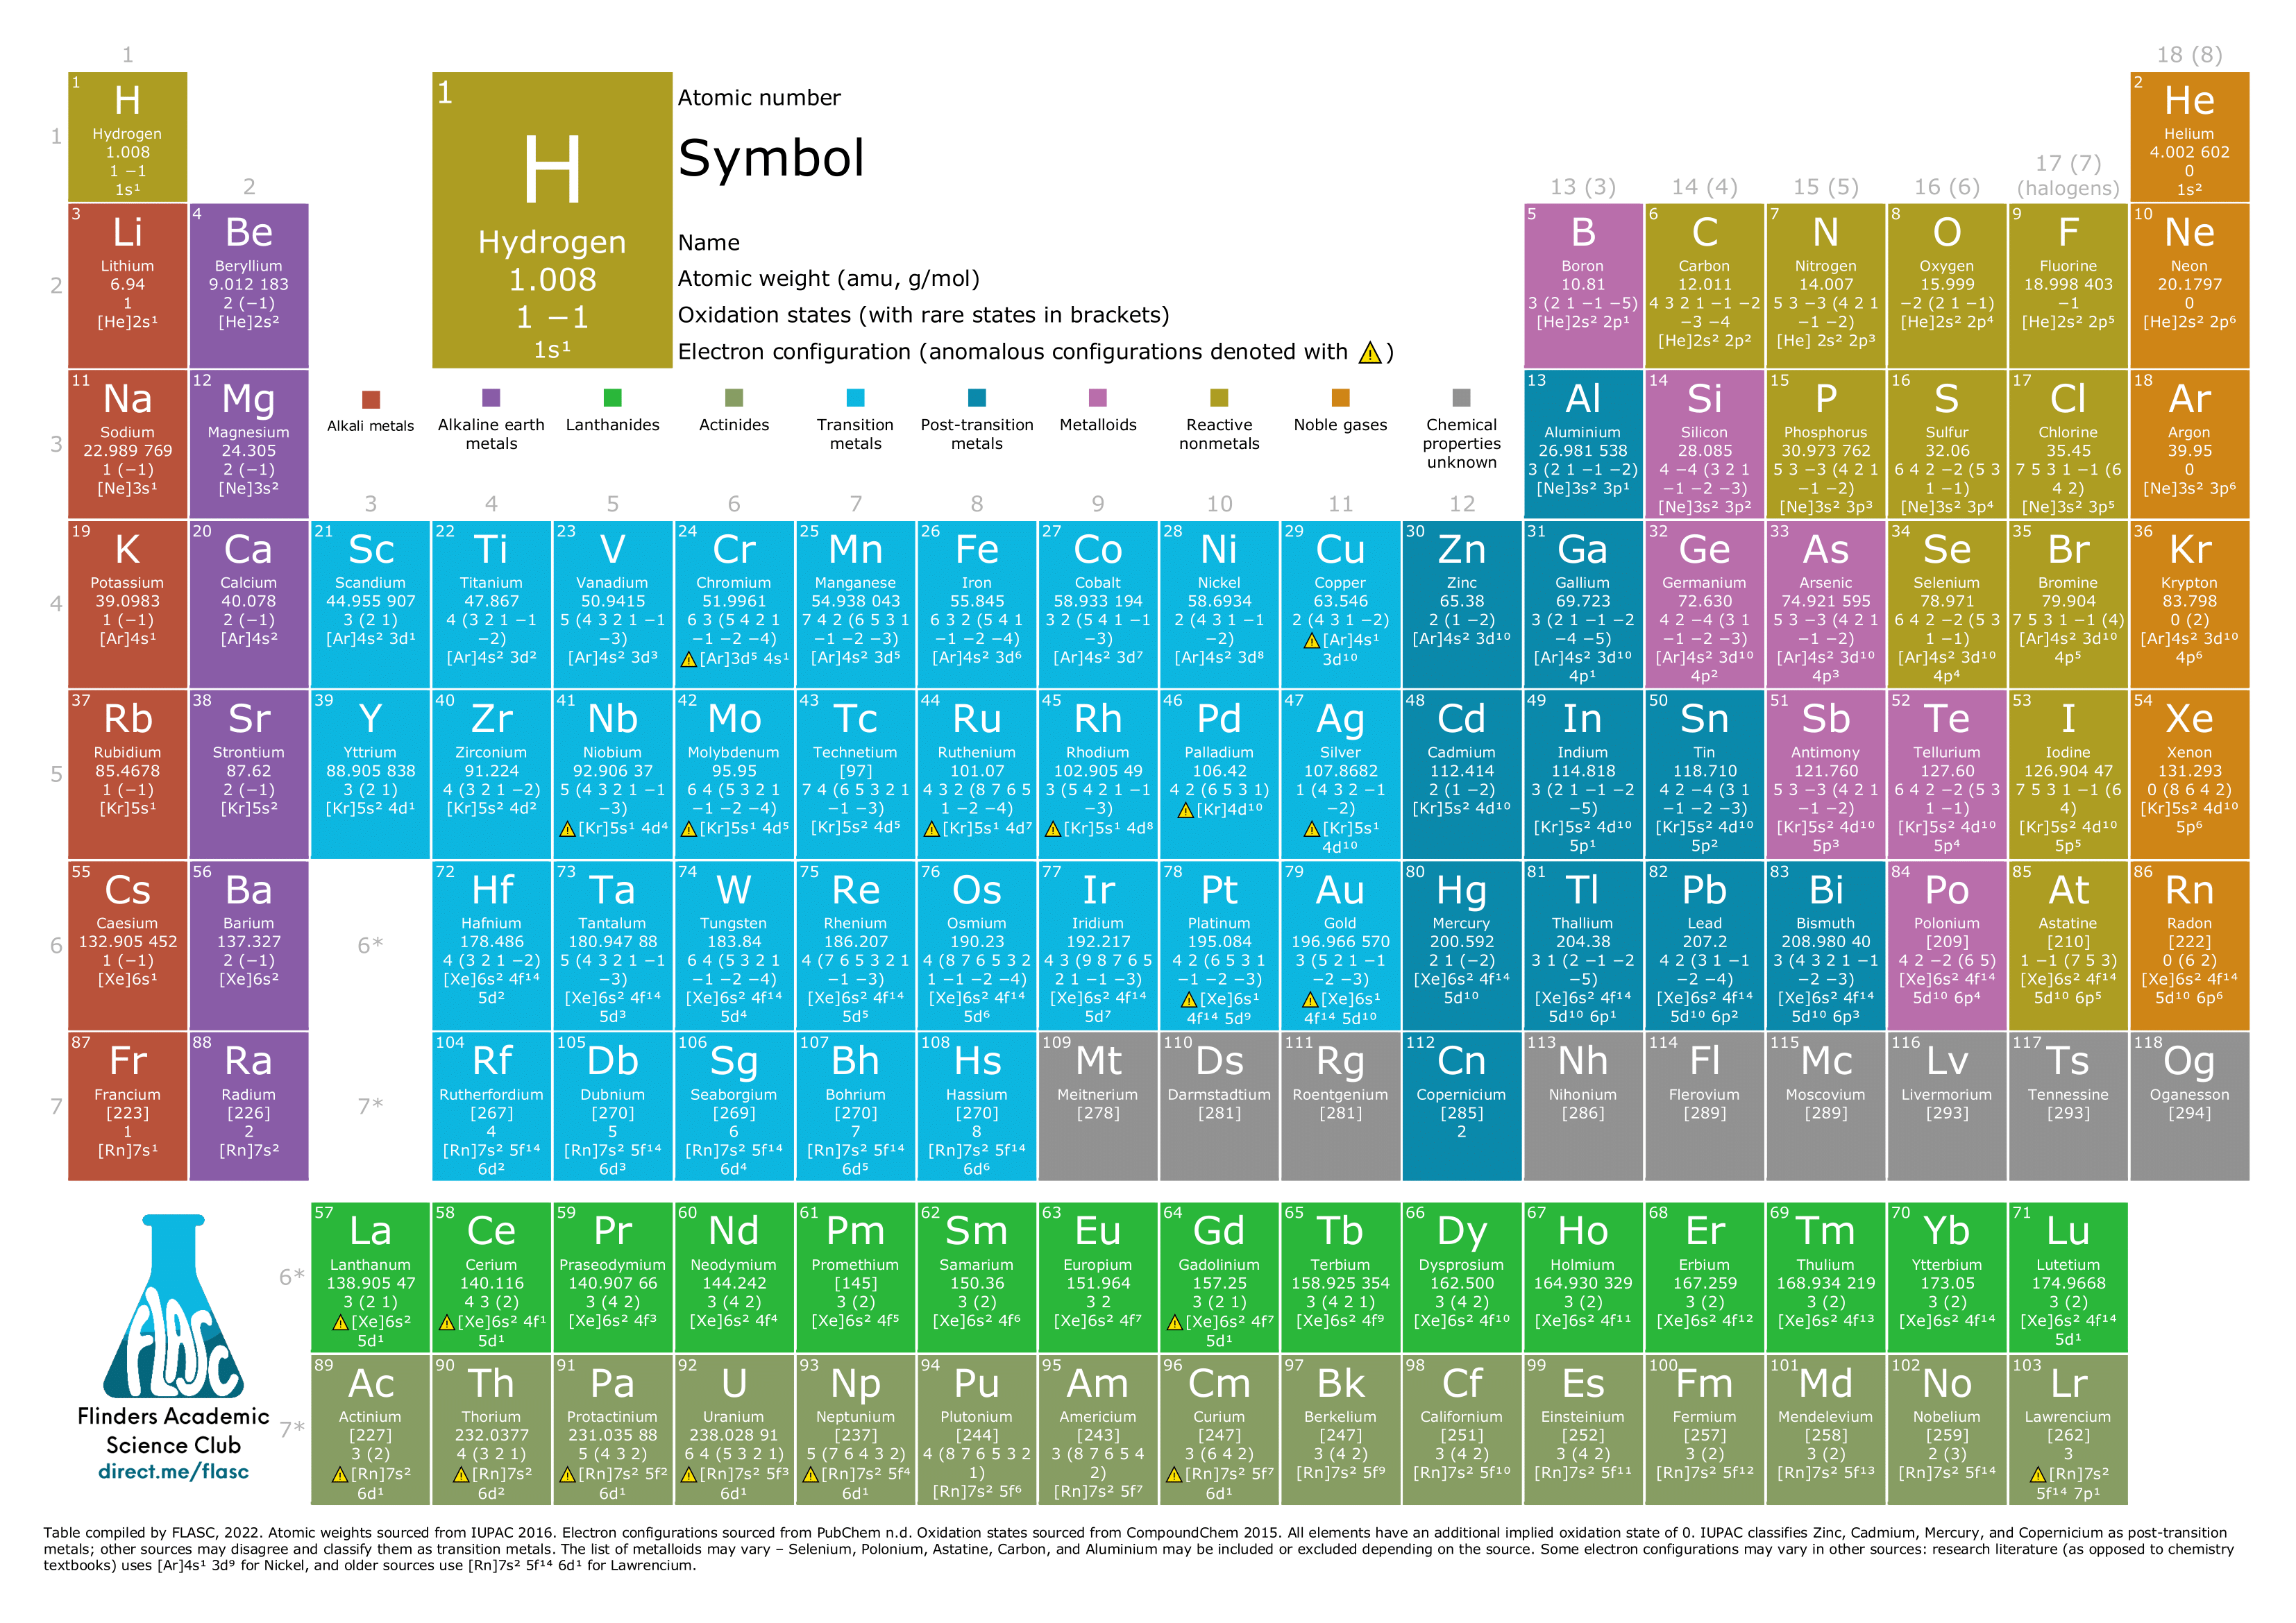 1
18 (8)
1
H
Hydrogen
1.008
1 −1
1s¹
1
H
Hydrogen
1.008
1 −1
1s¹
Atomic number
Symbol
Name
Atomic weight (amu, g/mol)
Oxidation states (with rare states in brackets)
Electron configuration (anomalous configurations denoted with ⚠)
2
He
Helium
4.002 602
0
1s²
1
2
13 (3)
14 (4)
15 (5)
16 (6)
17 (7)
(halogens)
2
3
Li
Lithium
6.94
1
[He]2s¹
4
Be
Beryllium
9.012 183
2 (−1)
[He]2s²
5
B
Boron
10.81
3 (2 1 −1 −5)
[He]2s² 2p¹
6
C
Carbon
12.011
4 3 2 1 −1 −2
−3 −4
[He]2s² 2p²
7
N
Nitrogen
14.007
5 3 −3 (4 2 1
−1 −2)
[He] 2s² 2p³
8
O
Oxygen
15.999
−2 (2 1 −1)
[He]2s² 2p⁴
9
F
Fluorine
18.998 403
−1
[He]2s² 2p⁵
10
Ne
Neon
20.1797
0
[He]2s² 2p⁶
3
11
Na
Sodium
22.989 769
1 (−1)
[Ne]3s¹
12
Mg
Magnesium
24.305
2 (−1)
[Ne]3s²
Alkali metals
Alkaline earth
metals
Lanthanides
Actinides
Transition
metals
Post-transition
metals
Metalloids
Reactive
nonmetals
Noble gases
Chemical
properties
unknown
13
Al
Aluminium
26.981 538
3 (2 1 −1 −2)
[Ne]3s² 3p¹
14
Si
Silicon
28.085
4 −4 (3 2 1
−1 −2 −3)
[Ne]3s² 3p²
15
P
Phosphorus
30.973 762
5 3 −3 (4 2 1
−1 −2)
[Ne]3s² 3p³
16
S
Sulfur
32.06
6 4 2 −2 (5 3
1 −1)
[Ne]3s² 3p⁴
17
Cl
Chlorine
35.45
7 5 3 1 −1 (6
4 2)
[Ne]3s² 3p⁵
18
Ar
Argon
39.95
0
[Ne]3s² 3p⁶
3
4
5
6
7
8
9
10
11
12
4
19
K
Potassium
39.0983
1 (−1)
[Ar]4s¹
20
Ca
Calcium
40.078
2 (−1)
[Ar]4s²
21
Sc
Scandium
44.955 907
3 (2 1)
[Ar]4s² 3d¹
22
Ti
Titanium
47.867
4 (3 2 1 −1
−2)
[Ar]4s² 3d²
23
V
Vanadium
50.9415
5 (4 3 2 1 −1
−3)
[Ar]4s² 3d³
24
Cr
Chromium
51.9961
6 3 (5 4 2 1
−1 −2 −4)
⚠[Ar]3d⁵ 4s¹
25
Mn
Manganese
54.938 043
7 4 2 (6 5 3 1
−1 −2 −3)
[Ar]4s² 3d⁵
26
Fe
Iron
55.845
6 3 2 (5 4 1
−1 −2 −4)
[Ar]4s² 3d⁶
27
Co
Cobalt
58.933 194
3 2 (5 4 1 −1
−3)
[Ar]4s² 3d⁷
28
Ni
Nickel
58.6934
2 (4 3 1 −1
−2)
[Ar]4s² 3d⁸
29
Cu
Copper
63.546
2 (4 3 1 −2)
⚠[Ar]4s¹
3d¹⁰
30
Zn
Zinc
65.38
2 (1 −2)
[Ar]4s² 3d¹⁰
31
Ga
Gallium
69.723
3 (2 1 −1 −2
−4 −5)
[Ar]4s² 3d¹⁰
4p¹
32
Ge
Germanium
72.630
4 2 −4 (3 1
−1 −2 −3)
[Ar]4s² 3d¹⁰
4p²
33
As
Arsenic
74.921 595
5 3 −3 (4 2 1
−1 −2)
[Ar]4s² 3d¹⁰
4p³
34
Se
Selenium
78.971
6 4 2 −2 (5 3
1 −1)
[Ar]4s² 3d¹⁰
4p⁴
35
Br
Bromine
79.904
7 5 3 1 −1 (4)
[Ar]4s² 3d¹⁰
4p⁵
36
Kr
Krypton
83.798
0 (2)
[Ar]4s² 3d¹⁰
4p⁶
5
37
Rb
Rubidium
85.4678
1 (−1)
[Kr]5s¹
38
Sr
Strontium
87.62
2 (−1)
[Kr]5s²
39
Y
Yttrium
88.905 838
3 (2 1)
[Kr]5s² 4d¹
40
Zr
Zirconium
91.224
4 (3 2 1 −2)
[Kr]5s² 4d²
41
Nb
Niobium
92.906 37
5 (4 3 2 1 −1
−3)
⚠[Kr]5s¹ 4d⁴
42
Mo
Molybdenum
95.95
6 4 (5 3 2 1
−1 −2 −4)
⚠[Kr]5s¹ 4d⁵
43
Tc
Technetium
[97]
7 4 (6 5 3 2 1
−1 −3)
[Kr]5s² 4d⁵
44
Ru
Ruthenium
101.07
4 3 2 (8 7 6 5
1 −2 −4)
⚠[Kr]5s¹ 4d⁷
45
Rh
Rhodium
102.905 49
3 (5 4 2 1 −1
−3)
⚠[Kr]5s¹ 4d⁸
46
Pd
Palladium
106.42
4 2 (6 5 3 1)
⚠[Kr]4d¹⁰
47
Ag
Silver
107.8682
1 (4 3 2 −1
−2)
⚠[Kr]5s¹
4d¹⁰
48
Cd
Cadmium
112.414
2 (1 −2)
[Kr]5s² 4d¹⁰
49
In
Indium
114.818
3 (2 1 −1 −2
−5)
[Kr]5s² 4d¹⁰
5p¹
50
Sn
Tin
118.710
4 2 −4 (3 1
−1 −2 −3)
[Kr]5s² 4d¹⁰
5p²
51
Sb
Antimony
121.760
5 3 −3 (4 2 1
−1 −2)
[Kr]5s² 4d¹⁰
5p³
52
Te
Tellurium
127.60
6 4 2 −2 (5 3
1 −1)
[Kr]5s² 4d¹⁰
5p⁴
53
I
Iodine
126.904 47
7 5 3 1 −1 (6
4)
[Kr]5s² 4d¹⁰
5p⁵
54
Xe
Xenon
131.293
0 (8 6 4 2)
[Kr]5s² 4d¹⁰
5p⁶
6
55
Cs
Caesium
132.905 452
1 (−1)
[Xe]6s¹
56
Ba
Barium
137.327
2 (−1)
[Xe]6s²
6*
72
Hf
Hafnium
178.486
4 (3 2 1 −2)
[Xe]6s² 4f¹⁴
5d²
73
Ta
Tantalum
180.947 88
5 (4 3 2 1 −1
−3)
[Xe]6s² 4f¹⁴
5d³
74
W
Tungsten
183.84
6 4 (5 3 2 1
−1 −2 −4)
[Xe]6s² 4f¹⁴
5d⁴
75
Re
Rhenium
186.207
4 (7 6 5 3 2 1
−1 −3)
[Xe]6s² 4f¹⁴
5d⁵
76
Os
Osmium
190.23
4 (8 7 6 5 3 2
1 −1 −2 −4)
[Xe]6s² 4f¹⁴
5d⁶
77
Ir
Iridium
192.217
4 3 (9 8 7 6 5
2 1 −1 −3)
[Xe]6s² 4f¹⁴
5d⁷
78
Pt
Platinum
195.084
4 2 (6 5 3 1
−1 −2 −3)
⚠[Xe]6s¹
4f¹⁴ 5d⁹
79
Au
Gold
196.966 570
3 (5 2 1 −1
−2 −3)
⚠[Xe]6s¹
4f¹⁴ 5d¹⁰
80
Hg
Mercury
200.592
2 1 (−2)
[Xe]6s² 4f¹⁴
5d¹⁰
81
Tl
Thallium
204.38
3 1 (2 −1 −2
−5)
[Xe]6s² 4f¹⁴
5d¹⁰ 6p¹
82
Pb
Lead
207.2
4 2 (3 1 −1
−2 −4)
[Xe]6s² 4f¹⁴
5d¹⁰ 6p²
83
Bi
Bismuth
208.980 40
3 (4 3 2 1 −1
−2 −3)
[Xe]6s² 4f¹⁴
5d¹⁰ 6p³
84
Po
Polonium
[209]
4 2 −2 (6 5)
[Xe]6s² 4f¹⁴
5d¹⁰ 6p⁴
85
At
Astatine
[210]
1 −1 (7 5 3)
[Xe]6s² 4f¹⁴
5d¹⁰ 6p⁵
86
Rn
Radon
[222]
0 (6 2)
[Xe]6s² 4f¹⁴
5d¹⁰ 6p⁶
7
87
Fr
Francium
[223]
1
[Rn]7s¹
88
Ra
Radium
[226]
2
[Rn]7s²
7*
104
Rf
Rutherfordium
[267]
4
[Rn]7s² 5f¹⁴
6d²
105
Db
Dubnium
[270]
5
[Rn]7s² 5f¹⁴
6d³
106
Sg
Seaborgium
[269]
6
[Rn]7s² 5f¹⁴
6d⁴
107
Bh
Bohrium
[270]
7
[Rn]7s² 5f¹⁴
6d⁵
108
Hs
Hassium
[270]
8
[Rn]7s² 5f¹⁴
6d⁶
109
Mt
Meitnerium
[278]
110
Ds
Darmstadtium
[281]
111
Rg
Roentgenium
[281]
112
Cn
Copernicium
[285]
2
113
Nh
Nihonium
[286]
114
Fl
Flerovium
[289]
115
Mc
Moscovium
[289]
116
Lv
Livermorium
[293]
117
Ts
Tennessine
[293]
118
Og
Oganesson
[294]
6*
57
La
Lanthanum
138.905 47
3 (2 1)
⚠[Xe]6s²
5d¹
58
Ce
Cerium
140.116
4 3 (2)
⚠[Xe]6s² 4f¹
5d¹
59
Pr
Praseodymium
140.907 66
3 (4 2)
[Xe]6s² 4f³
60
Nd
Neodymium
144.242
3 (4 2)
[Xe]6s² 4f⁴
61
Pm
Promethium
[145]
3 (2)
[Xe]6s² 4f⁵
62
Sm
Samarium
150.36
3 (2)
[Xe]6s² 4f⁶
63
Eu
Europium
151.964
3 2
[Xe]6s² 4f⁷
64
Gd
Gadolinium
157.25
3 (2 1)
⚠[Xe]6s² 4f⁷
5d¹
65
Tb
Terbium
158.925 354
3 (4 2 1)
[Xe]6s² 4f⁹
66
Dy
Dysprosium
162.500
3 (4 2)
[Xe]6s² 4f¹⁰
67
Ho
Holmium
164.930 329
3 (2)
[Xe]6s² 4f¹¹
68
Er
Erbium
167.259
3 (2)
[Xe]6s² 4f¹²
69
Tm
Thulium
168.934 219
3 (2)
[Xe]6s² 4f¹³
70
Yb
Ytterbium
173.05
3 (2)
[Xe]6s² 4f¹⁴
71
Lu
Lutetium
174.9668
3 (2)
[Xe]6s² 4f¹⁴
5d¹
FLASC
Flinders Academic
Science Club
direct.me/flasc
7*
89
Ac
Actinium
[227]
3 (2)
⚠[Rn]7s²
6d¹
90
Th
Thorium
232.0377
4 (3 2 1)
⚠[Rn]7s²
6d²
91
Pa
Protactinium
231.035 88
5 (4 3 2)
⚠[Rn]7s² 5f²
6d¹
92
U
Uranium
238.028 91
6 4 (5 3 2 1)
⚠[Rn]7s² 5f³
6d¹
93
Np
Neptunium
[237]
5 (7 6 4 3 2)
⚠[Rn]7s² 5f⁴
6d¹
94
Pu
Plutonium
[244]
4 (8 7 6 5 3 2
1)
[Rn]7s² 5f⁶
95
Am
Americium
[243]
3 (8 7 6 5 4
2)
[Rn]7s² 5f⁷
96
Cm
Curium
[247]
3 (6 4 2)
⚠[Rn]7s² 5f⁷
6d¹
97
Bk
Berkelium
[247]
3 (4 2)
[Rn]7s² 5f⁹
98
Cf
Californium
[251]
3 (4 2)
[Rn]7s² 5f¹⁰
99
Es
Einsteinium
[252]
3 (4 2)
[Rn]7s² 5f¹¹
100
Fm
Fermium
[257]
3 (2)
[Rn]7s² 5f¹²
101
Md
Mendelevium
[258]
3 (2)
[Rn]7s² 5f¹³
102
No
Nobelium
[259]
2 (3)
[Rn]7s² 5f¹⁴
103
Lr
Lawrencium
[262]
3
⚠[Rn]7s²
5f¹⁴ 7p¹
Table compiled by FLASC, 2022. Atomic weights sourced from IUPAC 2016. Electron configurations sourced from PubChem n.d. Oxidation states sourced from CompoundChem 2015. All elements have an additional implied oxidation state of 0. IUPAC classifies Zinc, Cadmium, Mercury, and Copernicium as post-transition
metals; other sources may disagree and classify them as transition metals. The list of metalloids may vary – Selenium, Polonium, Astatine, Carbon, and Aluminium may be included or excluded depending on the source. Some electron configurations may vary in other sources: research literature (as opposed to chemistry
textbooks) uses [Ar]4s¹ 3d⁹ for Nickel, and older sources use [Rn]7s² 5f¹⁴ 6d¹ for Lawrencium.